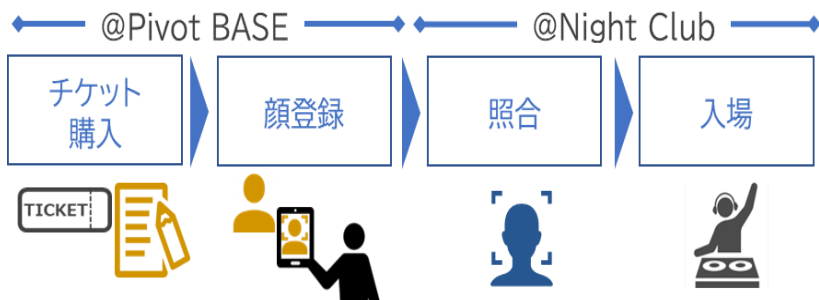 @Pivot BASE
@Night Club
チケット
購入
顔登録
照合
入場
TICKET